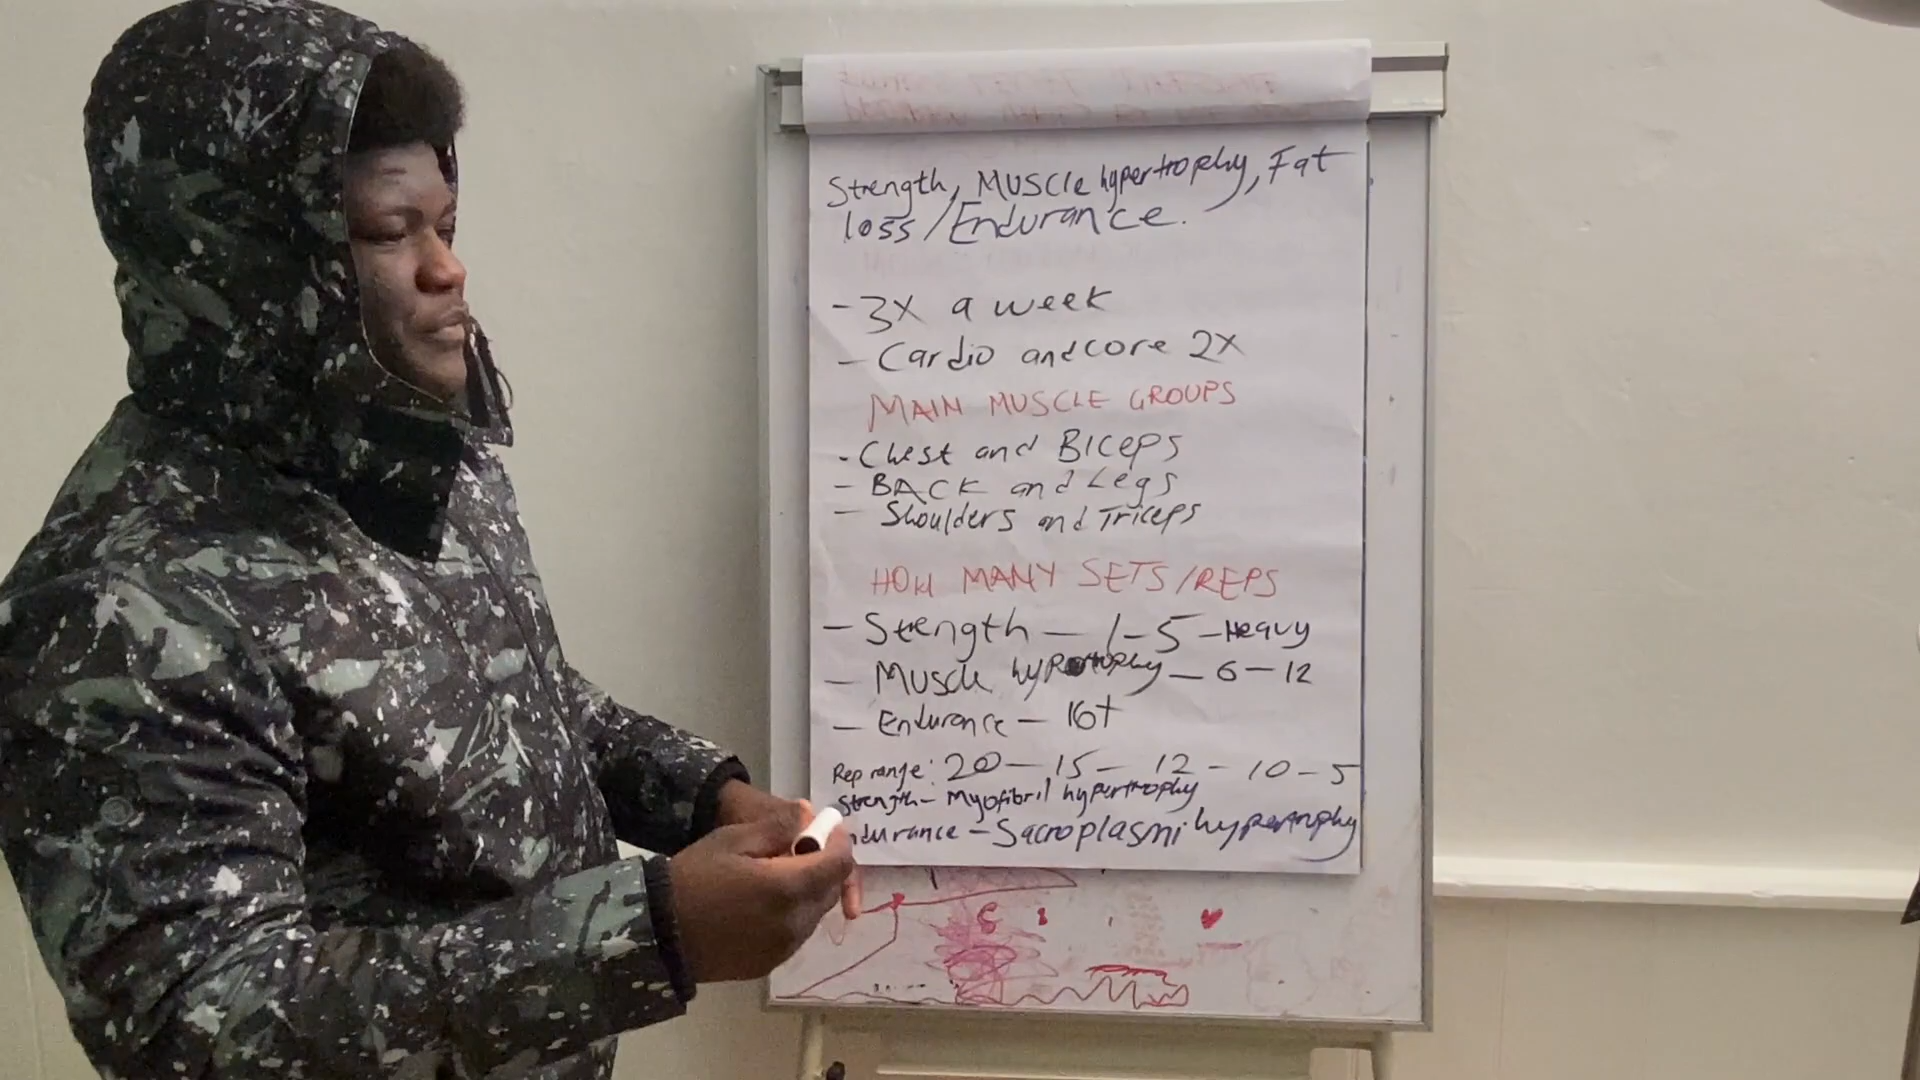 Strength, Muscle hypertrophy, Fat
loss/Endurance.
- 3x a week
- Cardio and core 2x
MAIN MUSCLE GROUPS
- Chest and Biceps
- BACK and Legs
- Shoulders and Triceps
HOW MANY SETS/REPS
- Strength - 1-5 - Heavy
- Muscle hypertrophy - 6-12
- Endurance - 16+
Rep range: 20 - 15 - 12 - 10 - 5
Strength - Myofibril hypertrophy
ndurance - Sacroplasmi hypertrophy